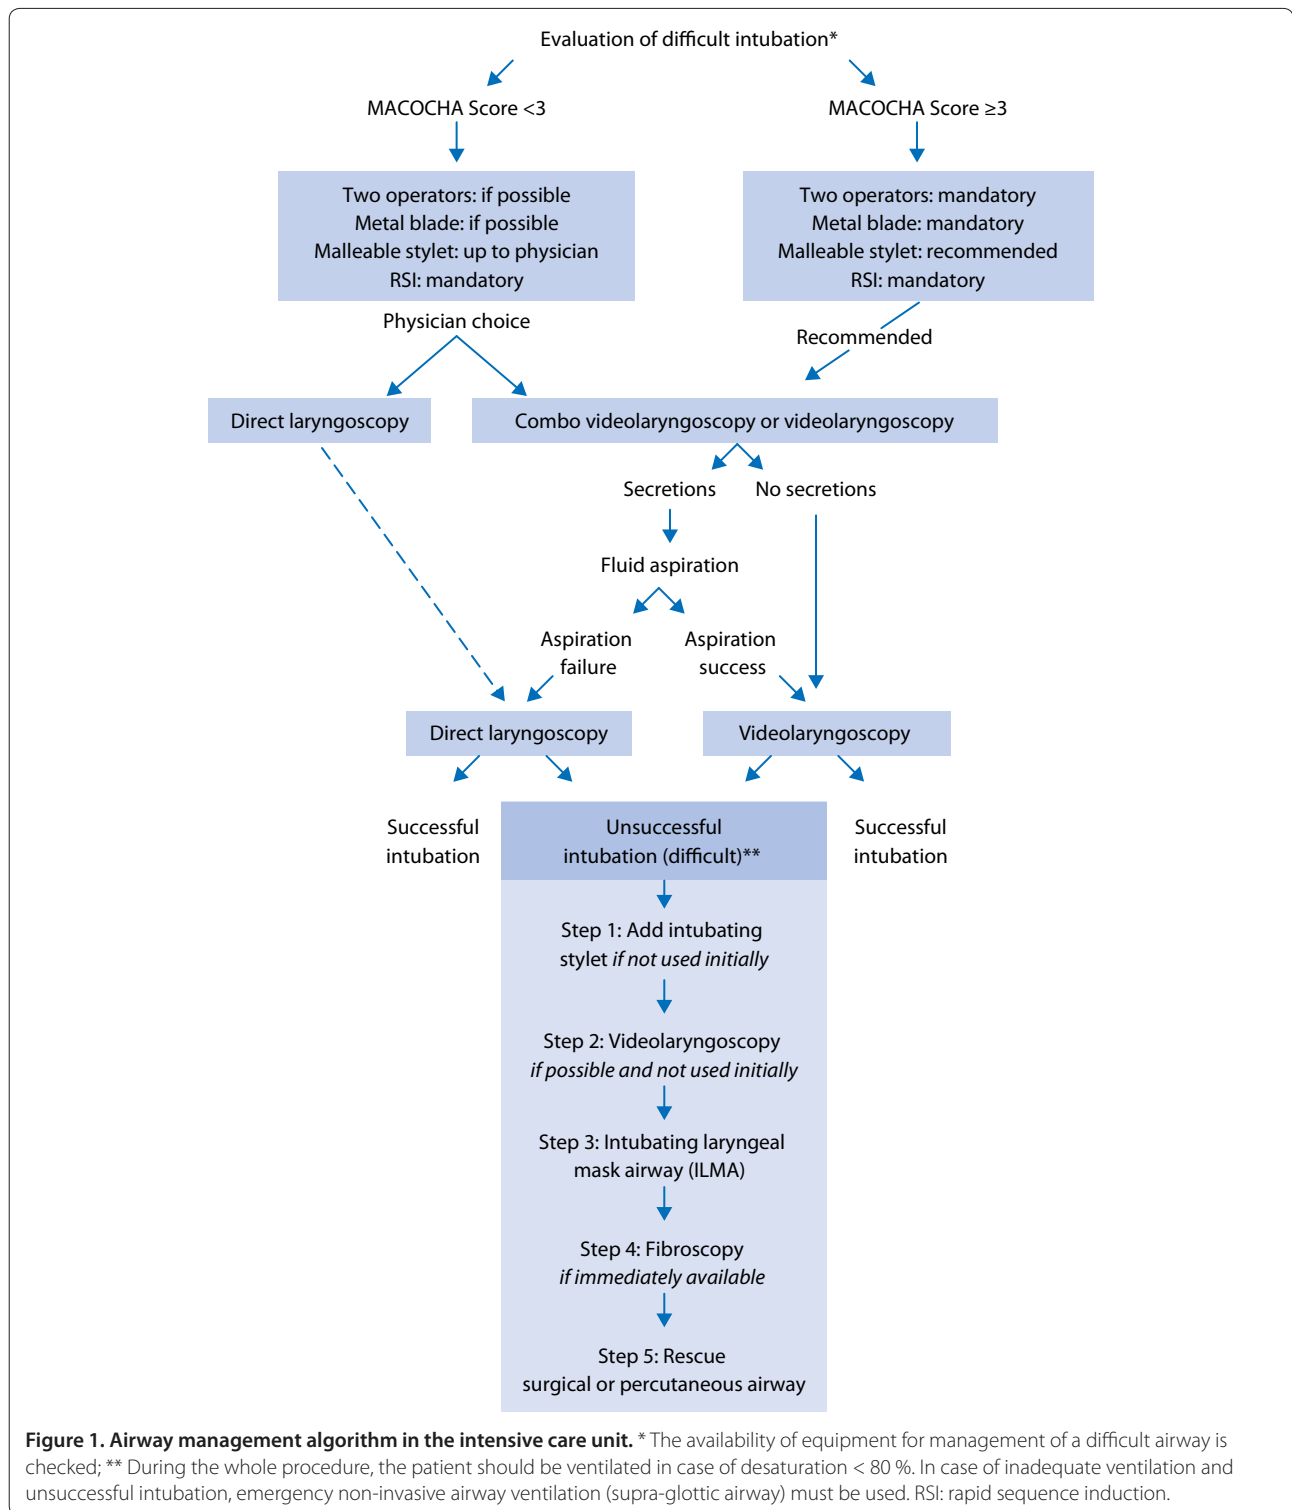 Evaluation of difficult intubation*
MACOCHA Score <3
MACOCHA Score ≥3
Two operators: if possible
Metal blade: if possible
Malleable stylet: up to physician
RSI: mandatory
Two operators: mandatory
Metal blade: mandatory
Malleable stylet: recommended
RSI: mandatory
Physician choice
Recommended
Direct laryngoscopy
Combo videolaryngoscopy or videolaryngoscopy
Secretions
No secretions
Fluid aspiration
Aspiration
failure
Aspiration
success
Direct laryngoscopy
Videolaryngoscopy
Successful
intubation
Unsuccessful
intubation (difficult)**
Successful
intubation
Step 1: Add intubating
stylet if not used initially
Step 2: Videolaryngoscopy
if possible and not used initially
Step 3: Intubating laryngeal
mask airway (ILMA)
Step 4: Fibroscopy
if immediately available
Step 5: Rescue
surgical or percutaneous airway
Figure 1. Airway management algorithm in the intensive care unit. * The availability of equipment for management of a difficult airway is
checked; ** During the whole procedure, the patient should be ventilated in case of desaturation < 80 %. In case of inadequate ventilation and
unsuccessful intubation, emergency non-invasive airway ventilation (supra-glottic airway) must be used. RSI: rapid sequence induction.